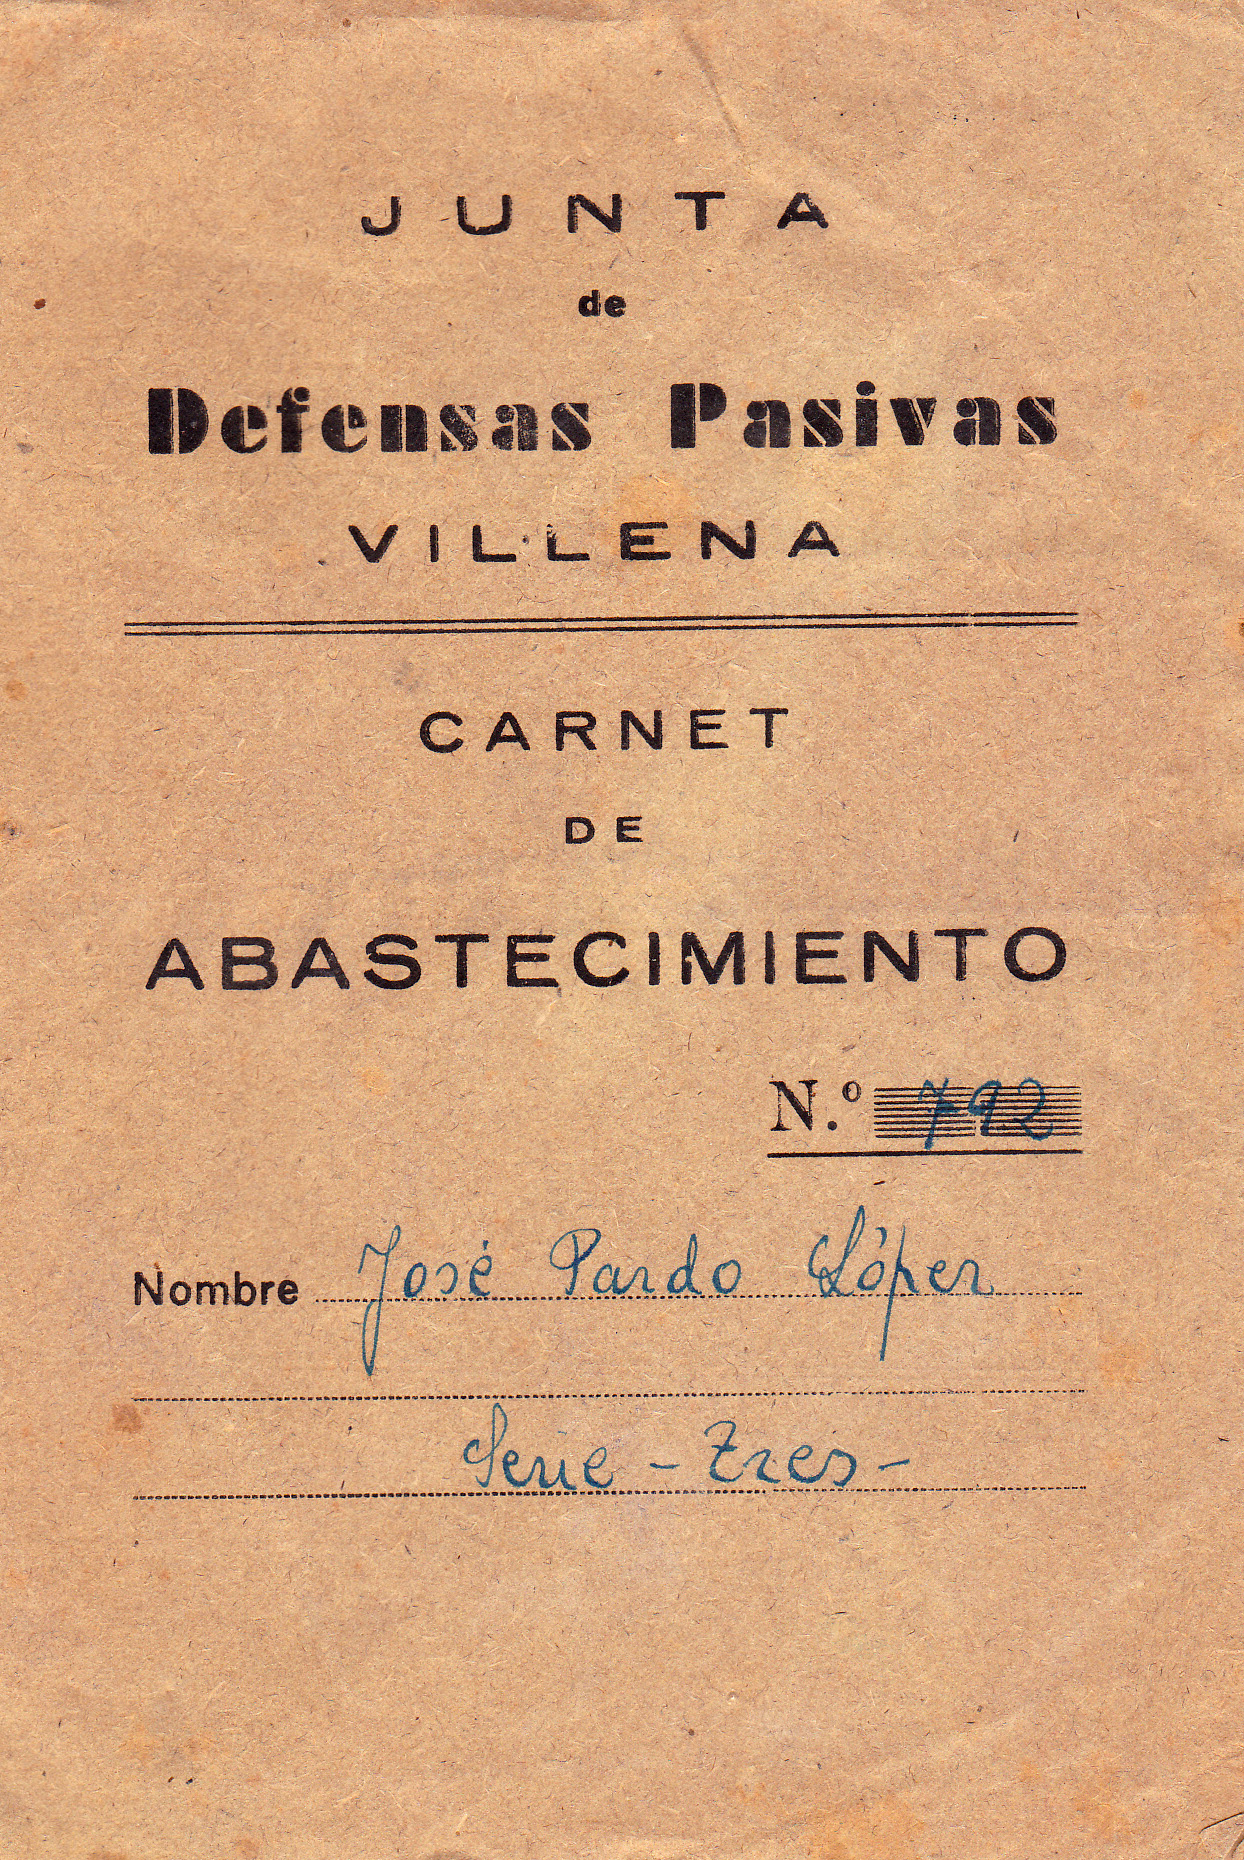 JUNTA
de
Defensas Pasivas
VILLENA
CARNET
DE
ABASTECIMIENTO
N.º 792
Nombre José Pardo López
Serie - Tres -